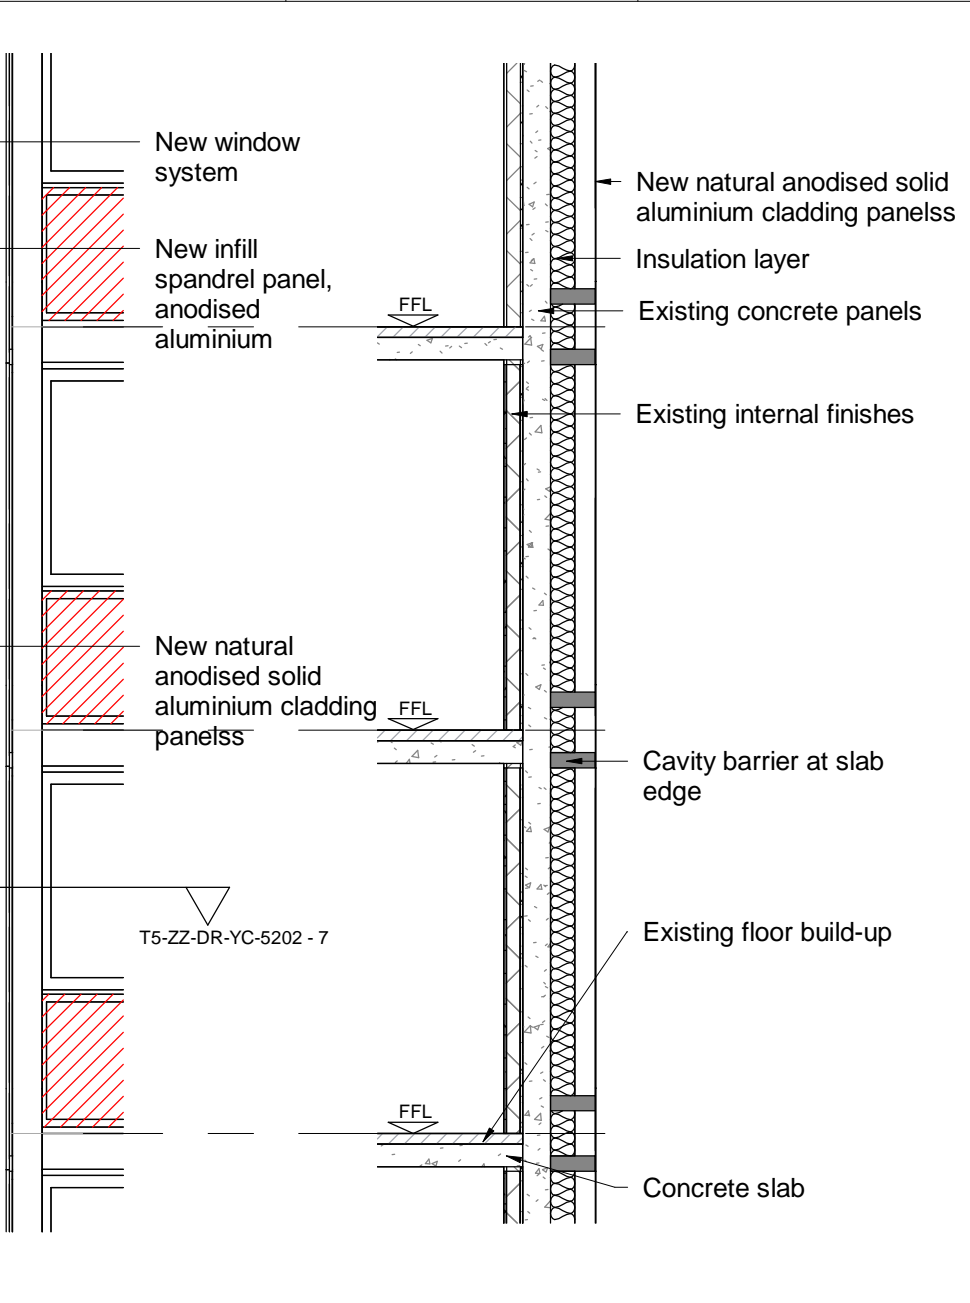 New window
system
New infill
spandrel panel,
anodised
aluminium
FFL
New natural anodised solid
aluminium cladding panelss
Insulation layer
Existing concrete panels
Existing internal finishes
New natural
anodised solid
aluminium cladding
panelss
FFL
Cavity barrier at slab
edge
T5-ZZ-DR-YC-5202 - 7
Existing floor build-up
FFL
Concrete slab